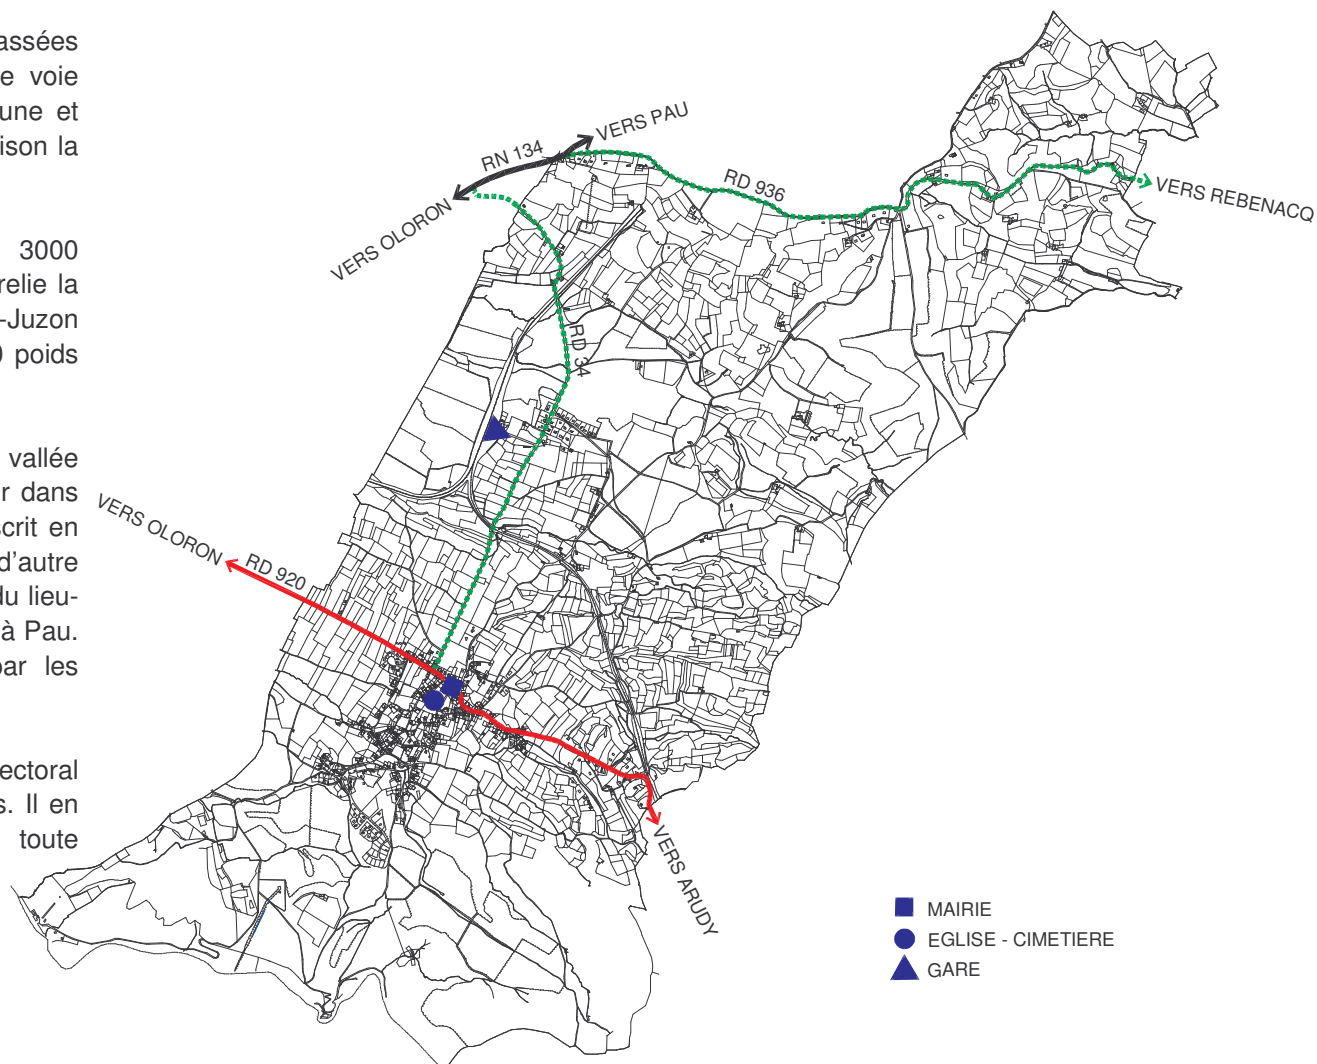 assées
e voie
une et
ison la
3000
relie la
-Juzon
poids
vallée
r dans
scrit en
d'autre
du lieu-
à Pau.
par les
ectoral
s. Il en
toute
VERS PAU
RN 134
RD 936
VERS REBENACQ
VERS OLORON
RD 34
VERS OLORON
RD 920
VERS ARUDY
MAIRIE
EGLISE - CIMETIERE
GARE